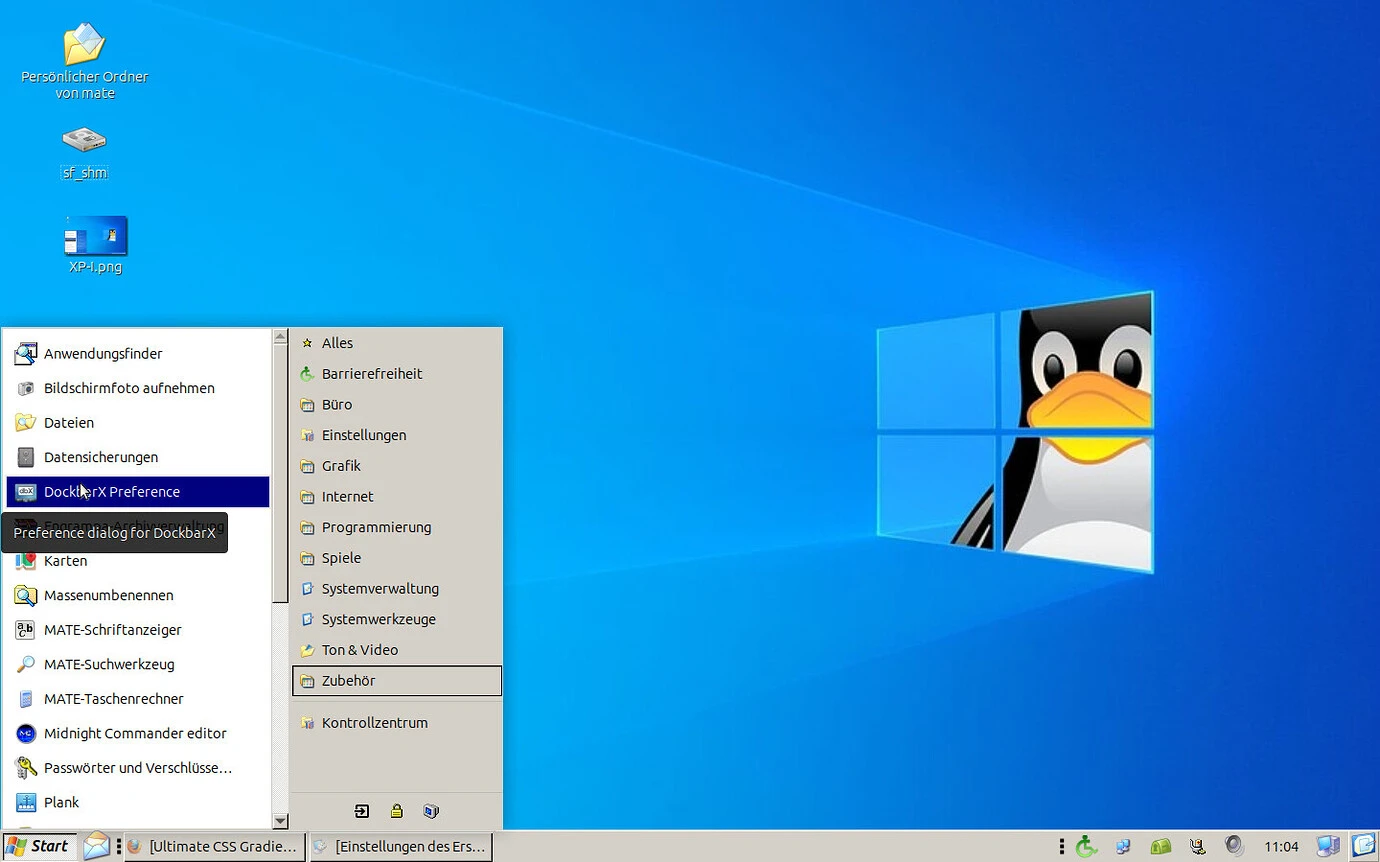 Persönlicher Ordner
von mate
sf_shm
XP-I.png
Anwendungsfinder
Bildschirmfoto aufnehmen
Dateien
Datensicherungen
DockbarX Preference
Engrampa-Archivverwaltung
Preference dialog for DockbarX
Karten
Massenumbenennen
MATE-Schriftanzeiger
MATE-Suchwerkzeug
MATE-Taschenrechner
Midnight Commander editor
Passwörter und Verschlüsse...
Plank
Alles
Barrierefreiheit
Büro
Einstellungen
Grafik
Internet
Programmierung
Spiele
Systemverwaltung
Systemwerkzeuge
Ton & Video
Zubehör
Kontrollzentrum
Start
[Ultimate CSS Gradie...
[Einstellungen des Ers...
11:04